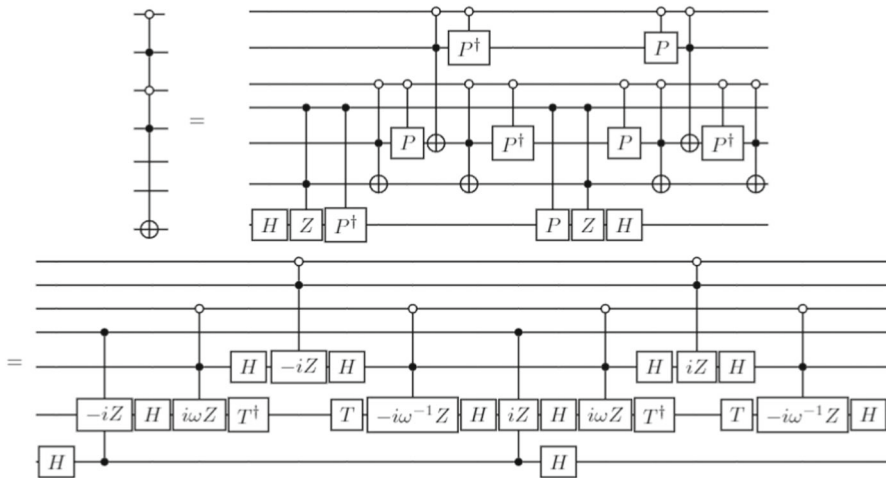 P† P
=
P P† P P†
H Z P† P Z H
=
H −iZ H H iZ H
−iZ H iωZ T† T −iω⁻¹Z H iZ H iωZ T† T −iω⁻¹Z H
H H